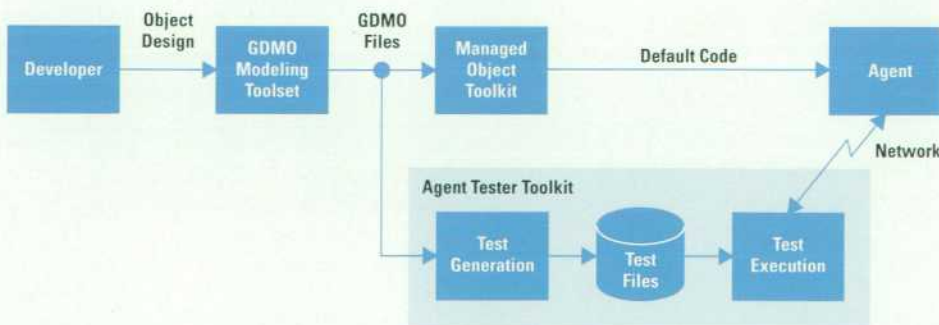 Object
Design
GDMO
Files
Developer
GDMO
Modeling
Toolset
Managed
Object
Toolkit
Default Code
Agent
Network
Agent Tester Toolkit
Test
Generation
Test
Files
Test
Execution